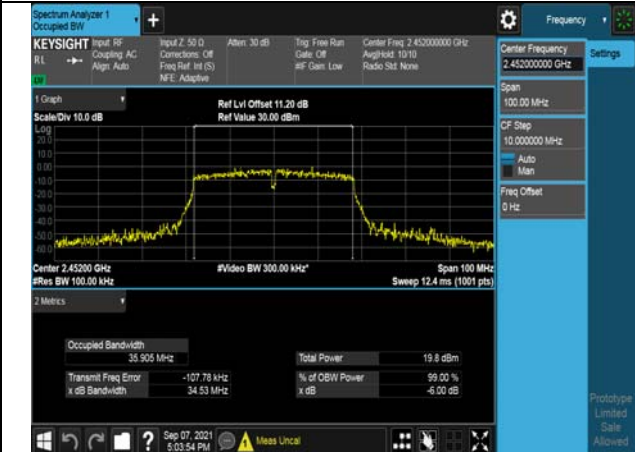 Spectrum Analyzer 1
Occupied BW
+
Frequency
KEYSIGHT
Input: RF
Input Z: 50 Ω
Atten: 30 dB
Trig: Free Run
Center Freq: 2.452000000 GHz
RL
Coupling: AC
Corrections: Off
Gate: Off
Avg|Hold: 10/10
Align: Auto
Freq Ref: Int (S)
#IF Gain: Low
Radio Std: None
NFE: Adaptive
Center Frequency
2.452000000 GHz
Settings
Span
100.00 MHz
CF Step
10.000000 MHz
Auto
Man
Freq Offset
0 Hz
1 Graph
Ref Lvl Offset 11.20 dB
Scale/Div 10.0 dB
Ref Value 30.00 dBm
Log
20.0
10.0
0.00
-10.0
-20.0
-30.0
-40.0
-50.0
-60.0
Center 2.45200 GHz
#Video BW 300.00 kHz*
Span 100 MHz
#Res BW 100.00 kHz
Sweep 12.4 ms (1001 pts)
2 Metrics
Occupied Bandwidth
35.905 MHz
Total Power
19.8 dBm
Transmit Freq Error
-107.78 kHz
% of OBW Power
99.00 %
x dB Bandwidth
34.53 MHz
x dB
-6.00 dB
Prototype
Limited
Sale
Allowed
?
Sep 07, 2021
5:03:54 PM
Meas Uncal